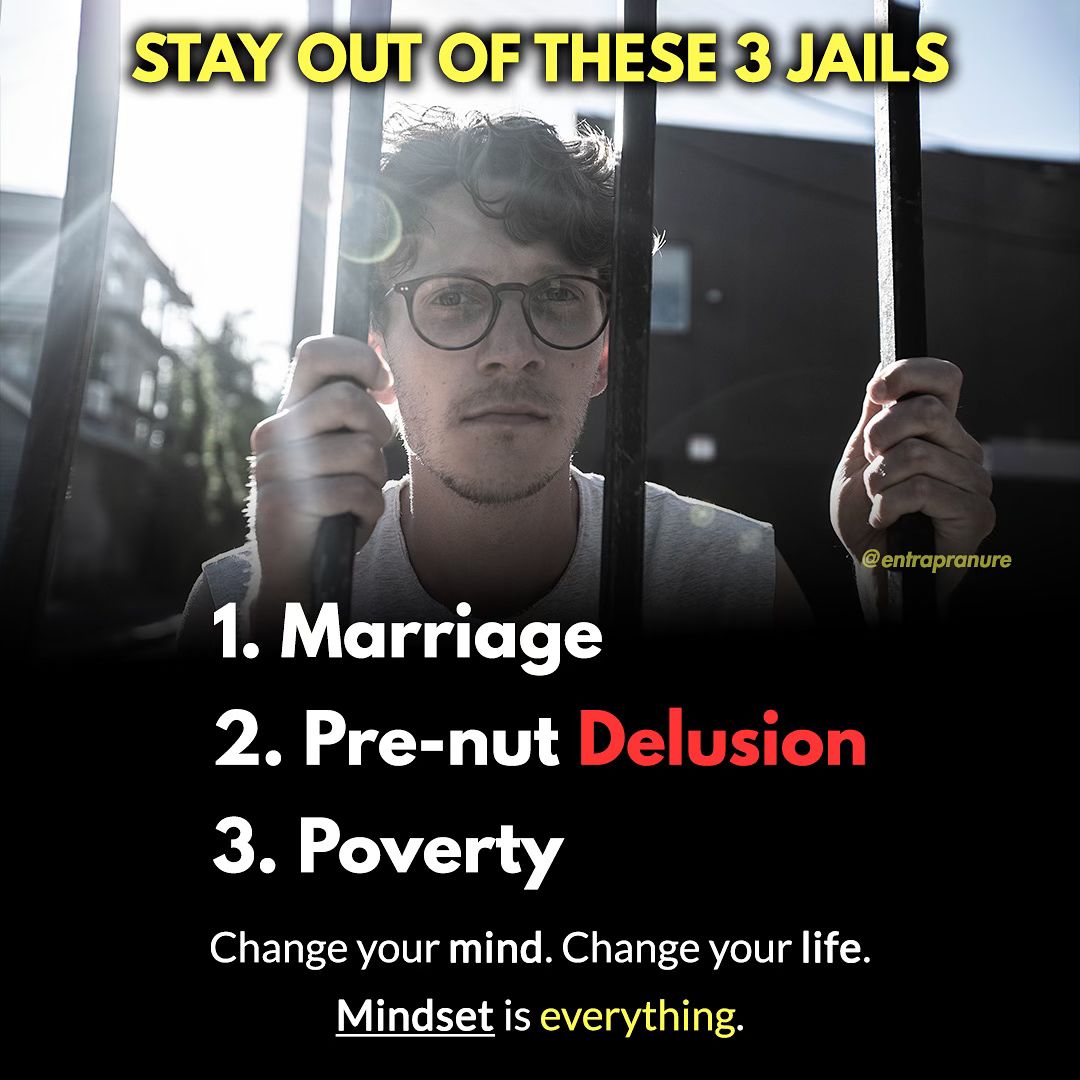 STAY OUT OF THESE 3 JAILS
@entrapranure
1. Marriage
2. Pre-nut Delusion
3. Poverty
Change your mind. Change your life.
Mindset is everything.